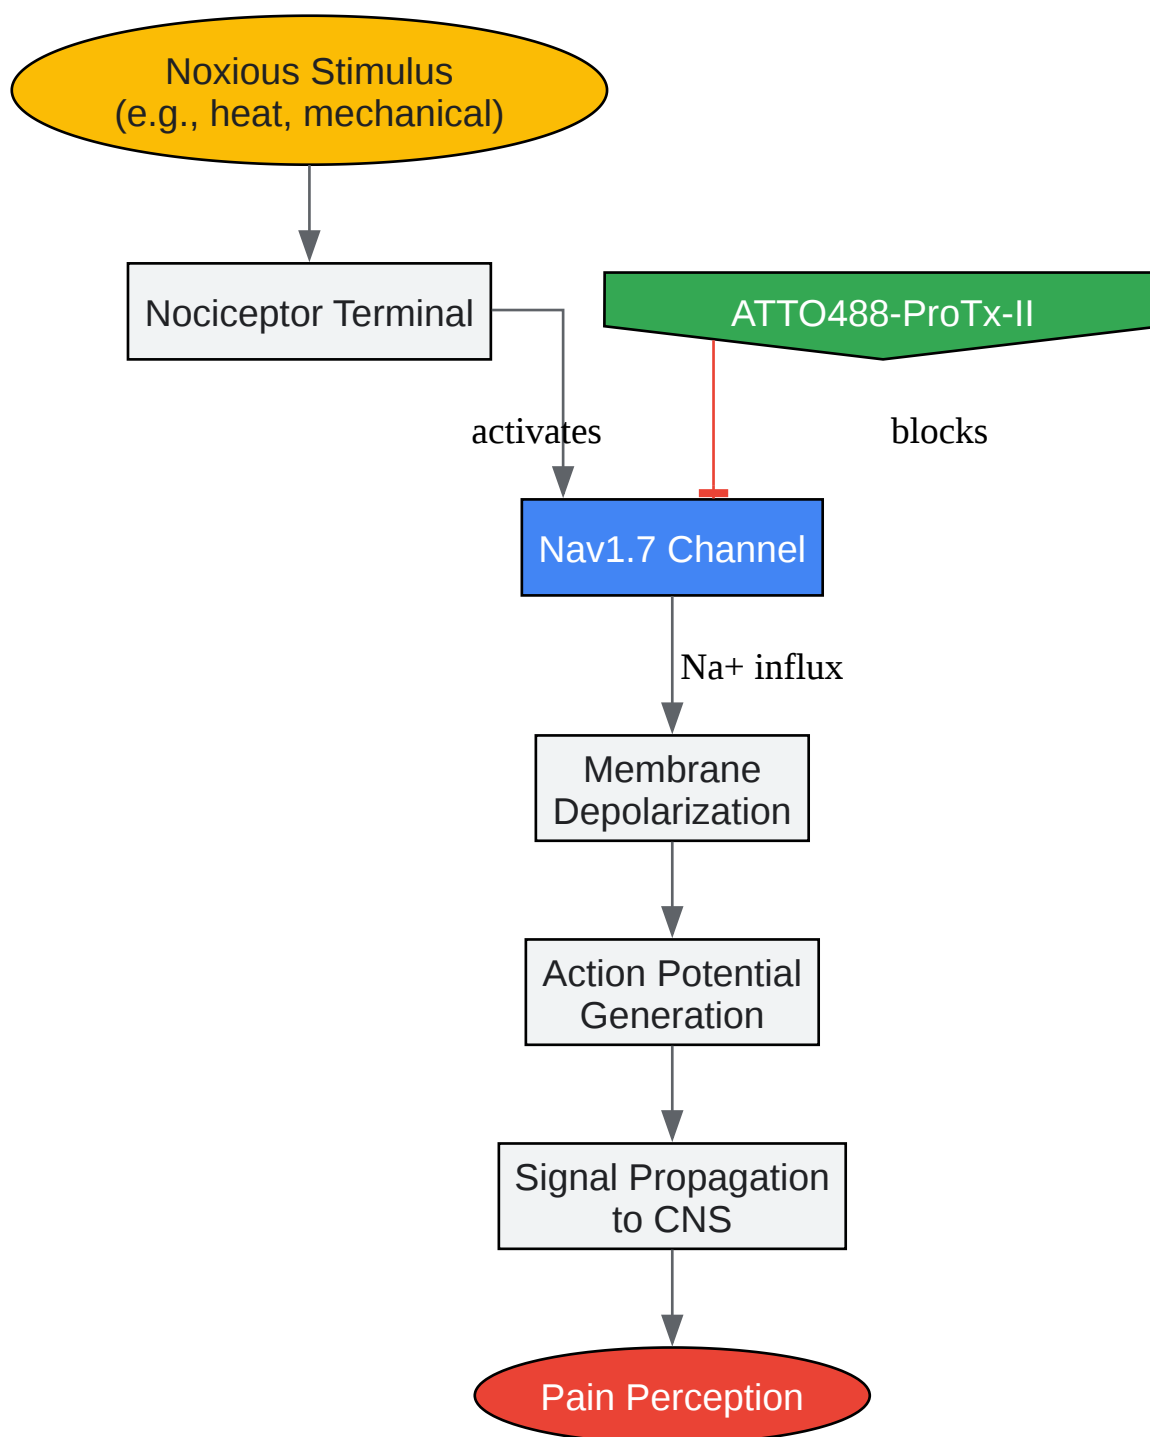 Noxious Stimulus
(e.g., heat, mechanical)
Nociceptor Terminal
ATTO488-ProTx-II
activates
blocks
Nav1.7 Channel
Na+ influx
Membrane
Depolarization
Action Potential
Generation
Signal Propagation
to CNS
Pain Perception